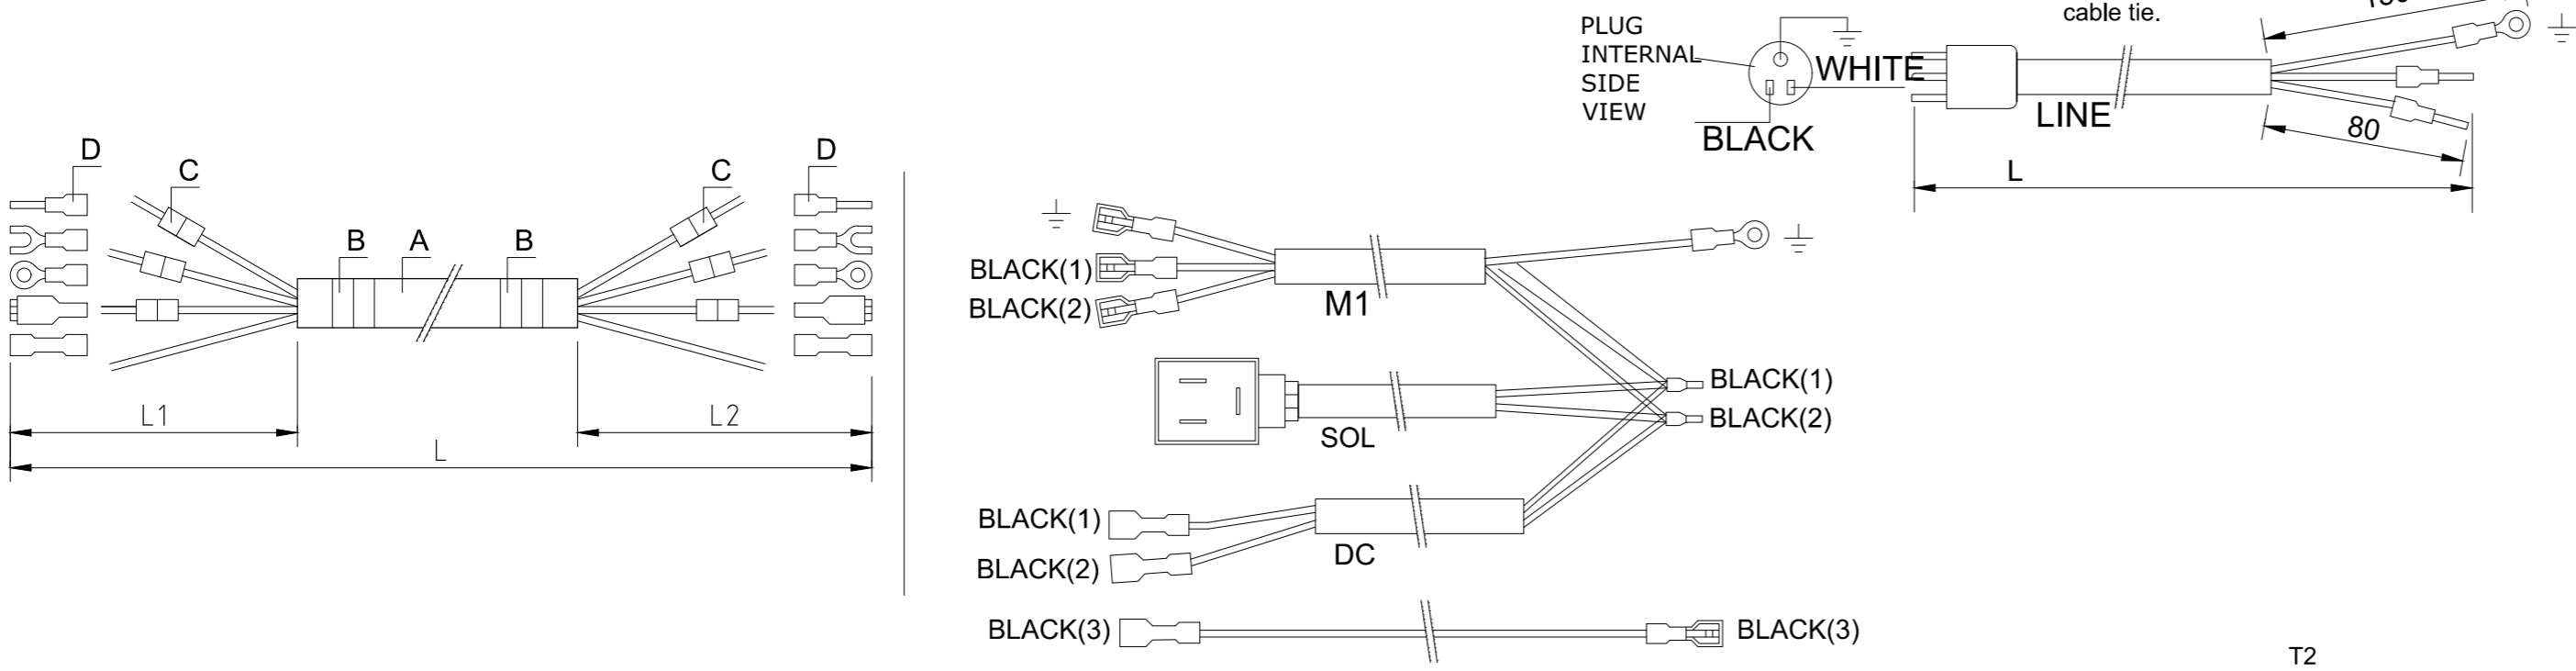 D
C
B
A
B
C
D
L1
L2
L
PLUG
INTERNAL
SIDE
VIEW
WHITE
BLACK
cable tie.
LINE
80
L
BLACK(1)
BLACK(2)
M1
SOL
BLACK(1)
BLACK(2)
BLACK(1)
BLACK(2)
DC
BLACK(3)
BLACK(3)
T2